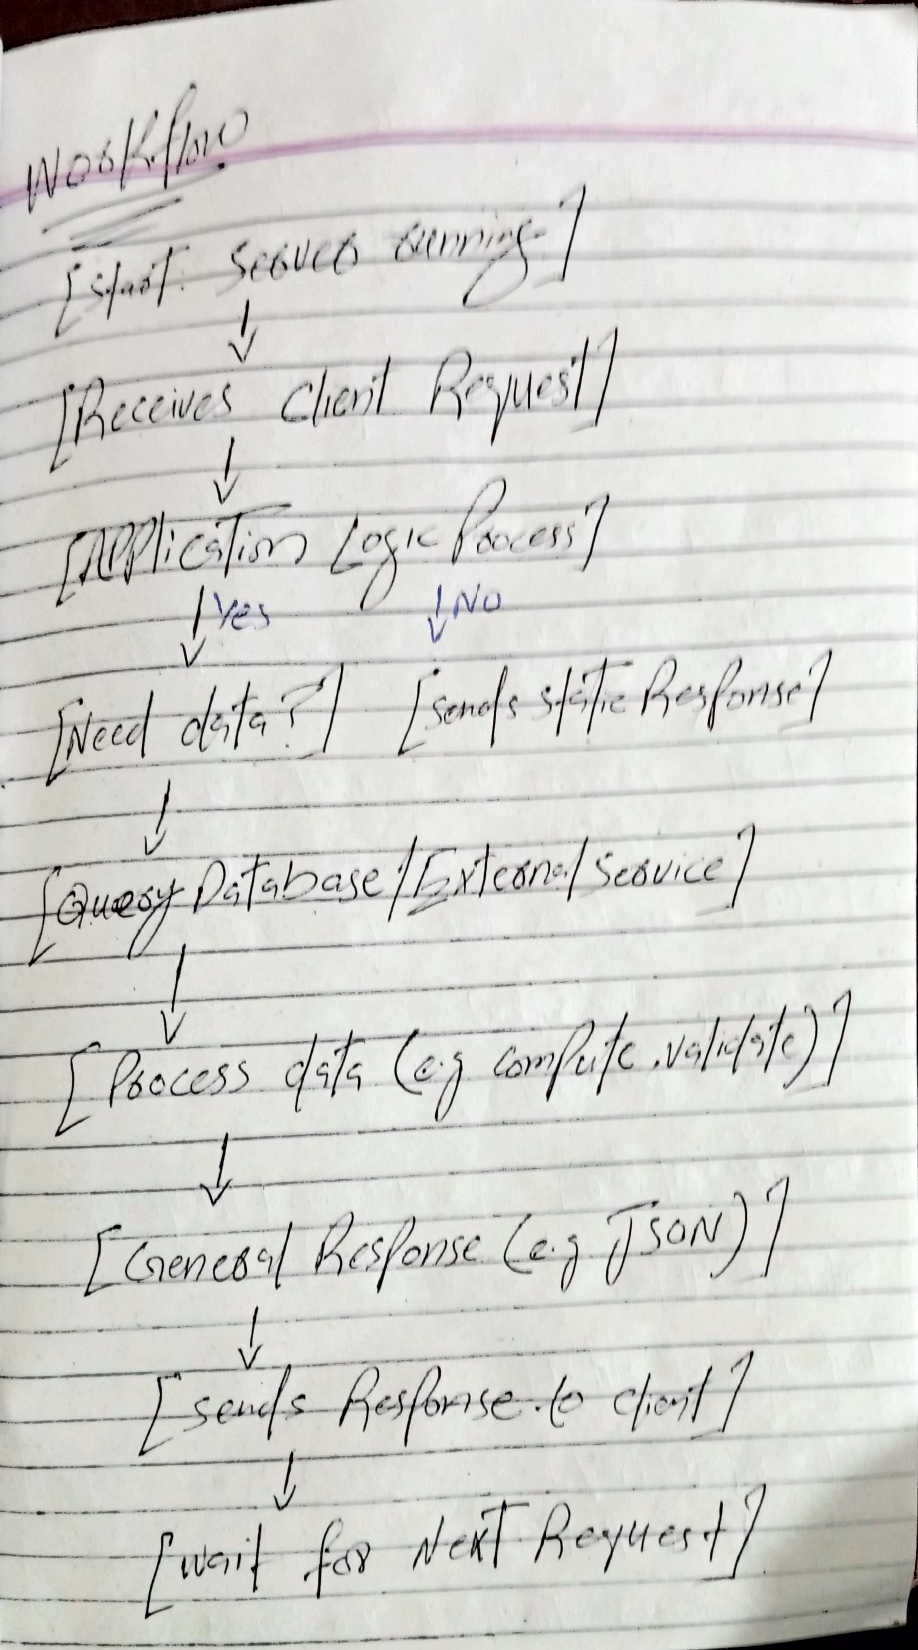 Workflow
[Start: Server running]
[Receives Client Request]
[Application Logic Process]
Yes No
[Need data?] [sends static Response]
[Query Database/External Service]
[Process data (e.g compute, validate)]
[General Response (e.g JSON)]
[sends Response to client]
[wait for Next Request]